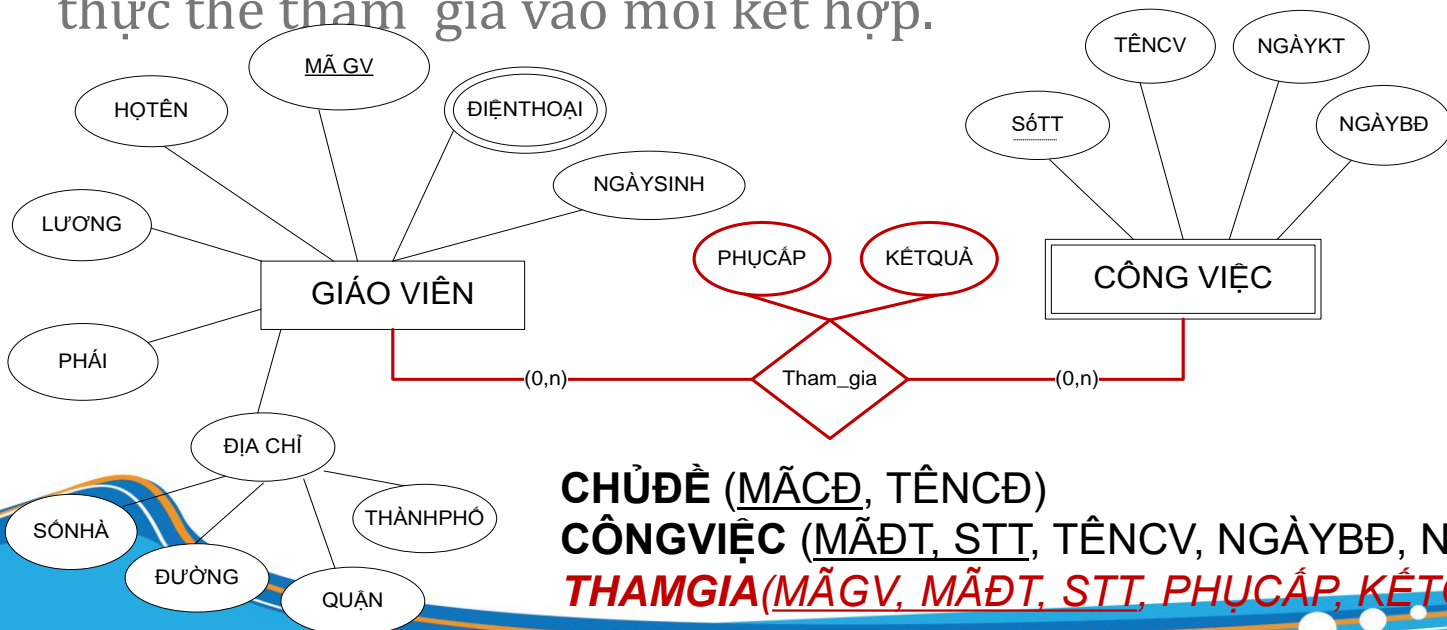 thực thể tham gia vào mối kết hợp.
MÃ GV
HỌTÊN
ĐIỆNTHOẠI
NGÀYSINH
LƯƠNG
GIÁO VIÊN
PHÁI
ĐỊA CHỈ
SỐNHÀ
ĐƯỜNG
QUẬN
THÀNHPHỐ
TÊNCV
NGÀYKT
SốTT
NGÀYBĐ
PHỤCẤP
KẾTQUẢ
CÔNG VIỆC
(0,n)
Tham_gia
(0,n)
CHỦĐỀ (MÃCĐ, TÊNCĐ)
CÔNGVIỆC (MÃĐT, STT, TÊNCV, NGÀYBĐ, N
THAMGIA(MÃGV, MÃĐT, STT, PHỤCẤP, KẾT